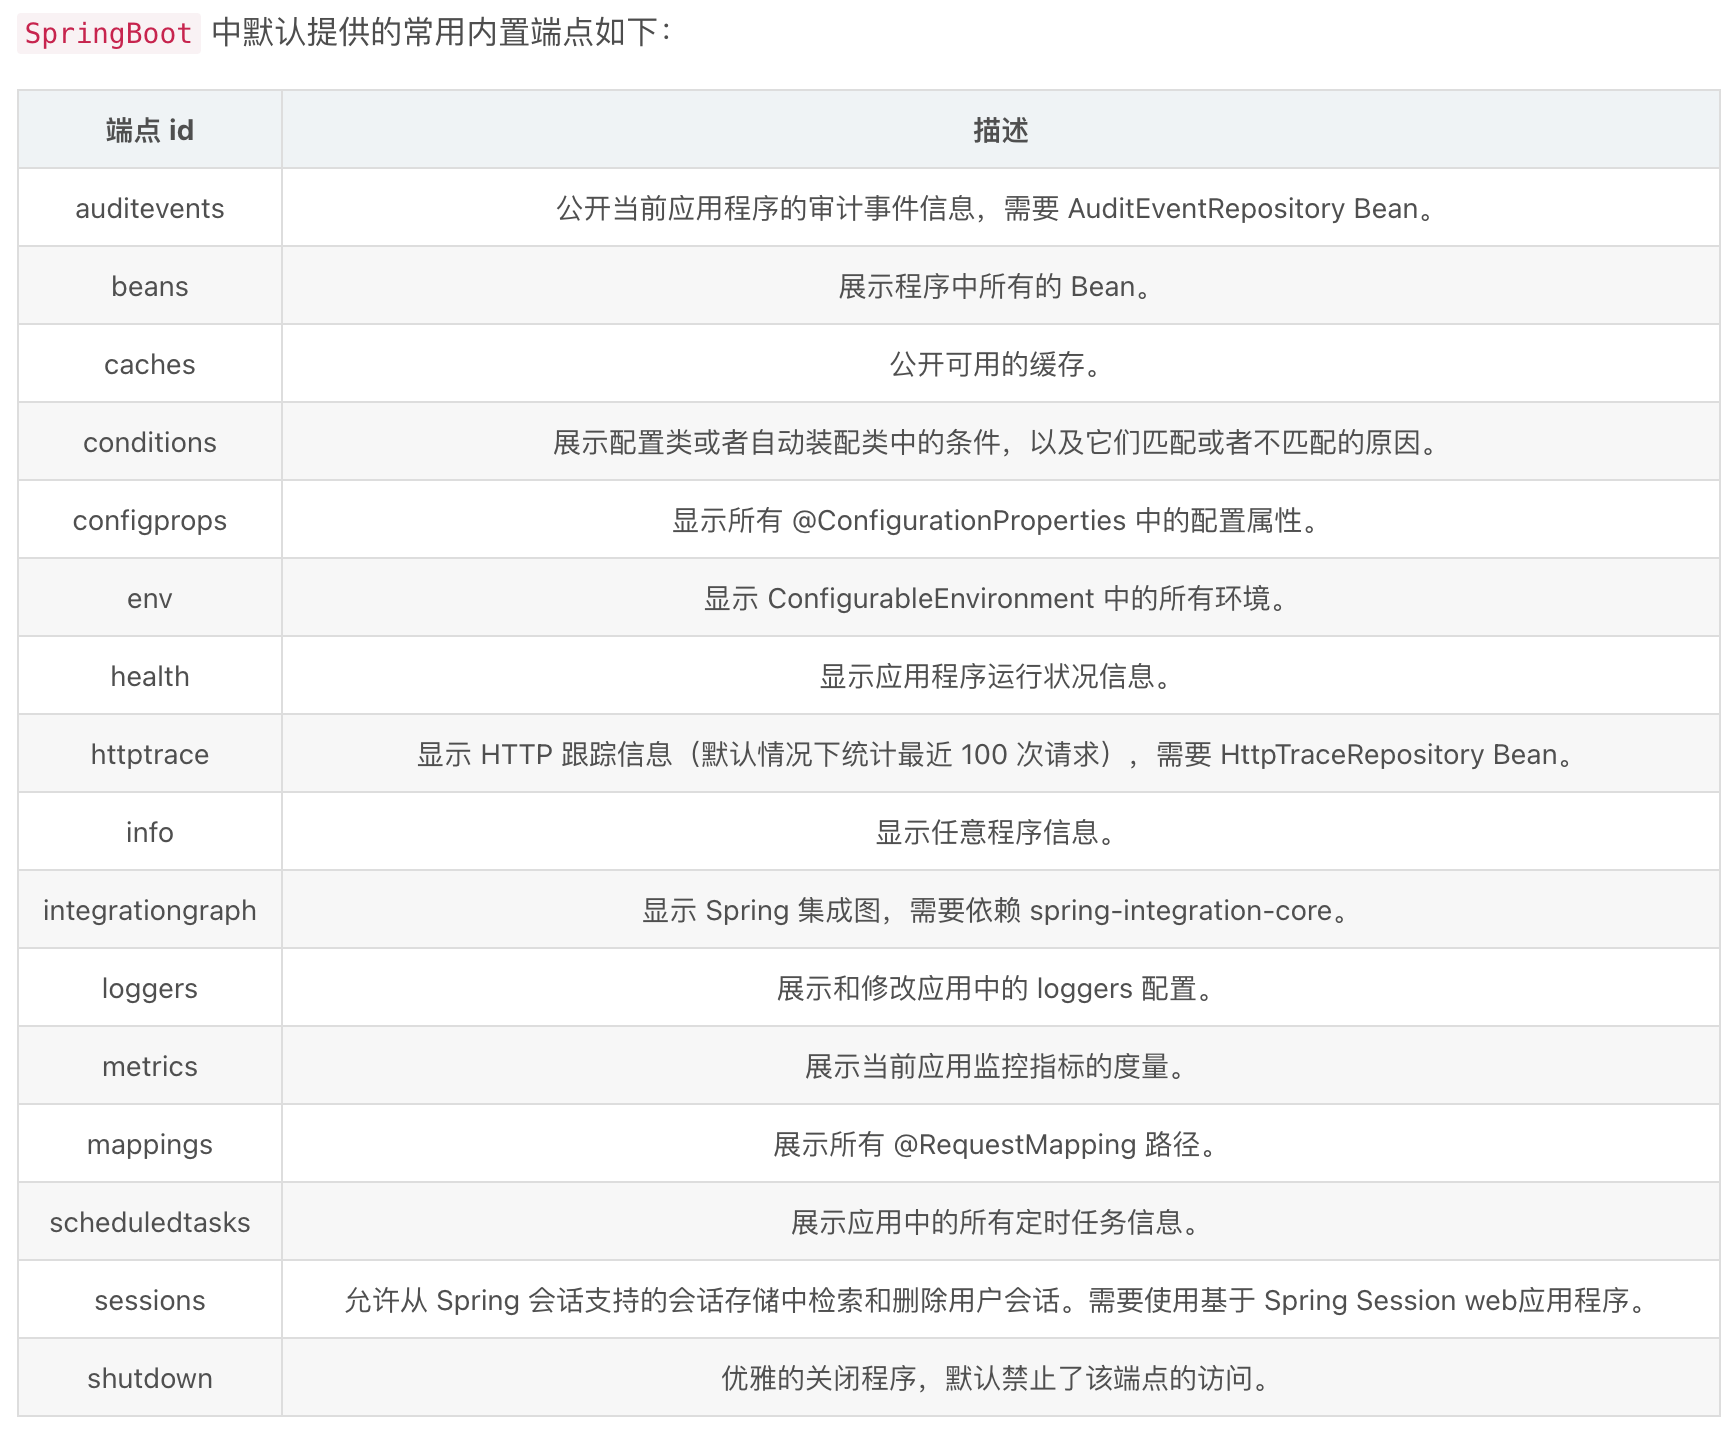 SpringBoot 中默认提供的常用内置端点如下：
端点 id 描述
auditevents 公开当前应用程序的审计事件信息，需要 AuditEventRepository Bean。
beans 展示程序中所有的 Bean。
caches 公开可用的缓存。
conditions 展示配置类或者自动装配类中的条件，以及它们匹配或者不匹配的原因。
configprops 显示所有 @ConfigurationProperties 中的配置属性。
env 显示 ConfigurableEnvironment 中的所有环境。
health 显示应用程序运行状况信息。
httptrace 显示 HTTP 跟踪信息（默认情况下统计最近 100 次请求），需要 HttpTraceRepository Bean。
info 显示任意程序信息。
integrationgraph 显示 Spring 集成图，需要依赖 spring-integration-core。
loggers 展示和修改应用中的 loggers 配置。
metrics 展示当前应用监控指标的度量。
mappings 展示所有 @RequestMapping 路径。
scheduledtasks 展示应用中的所有定时任务信息。
sessions 允许从 Spring 会话支持的会话存储中检索和删除用户会话。需要使用基于 Spring Session web应用程序。
shutdown 优雅的关闭程序，默认禁止了该端点的访问。